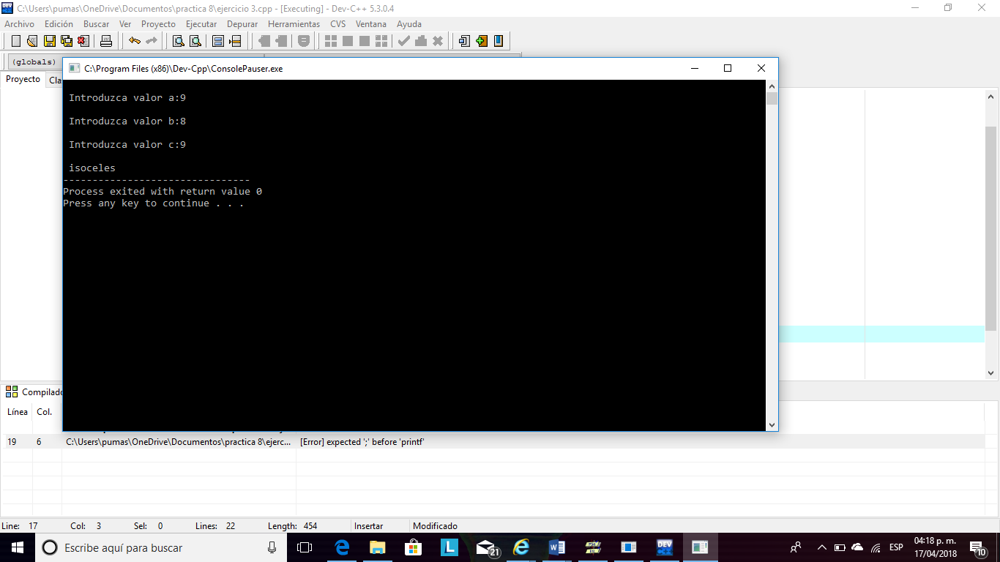 C:\Users\pumas\OneDrive\Documentos\practica 8\ejercicio 3.cpp - [Executing] - Dev-C++ 5.3.0.4
Archivo Edición Buscar Ver Proyecto Ejecutar Depurar Herramientas CVS Ventana Ayuda
(globals)
Proyecto Cla
C:\Program Files (x86)\Dev-Cpp\ConsolePauser.exe
Introduzca valor a:9
Introduzca valor b:8
Introduzca valor c:9
isoceles
--------------------------------
Process exited with return value 0
Press any key to continue . . .
Compilado
Línea Col.
19 6 C:\Users\pumas\OneDrive\Documentos\practica 8\ejerc... [Error] expected ';' before 'printf'
Line: 17 Col: 3 Sel: 0 Lines: 22 Length: 454 Insertar Modificado
Escribe aquí para buscar 21 DEV ESP 04:18 p. m.
17/04/2018 10